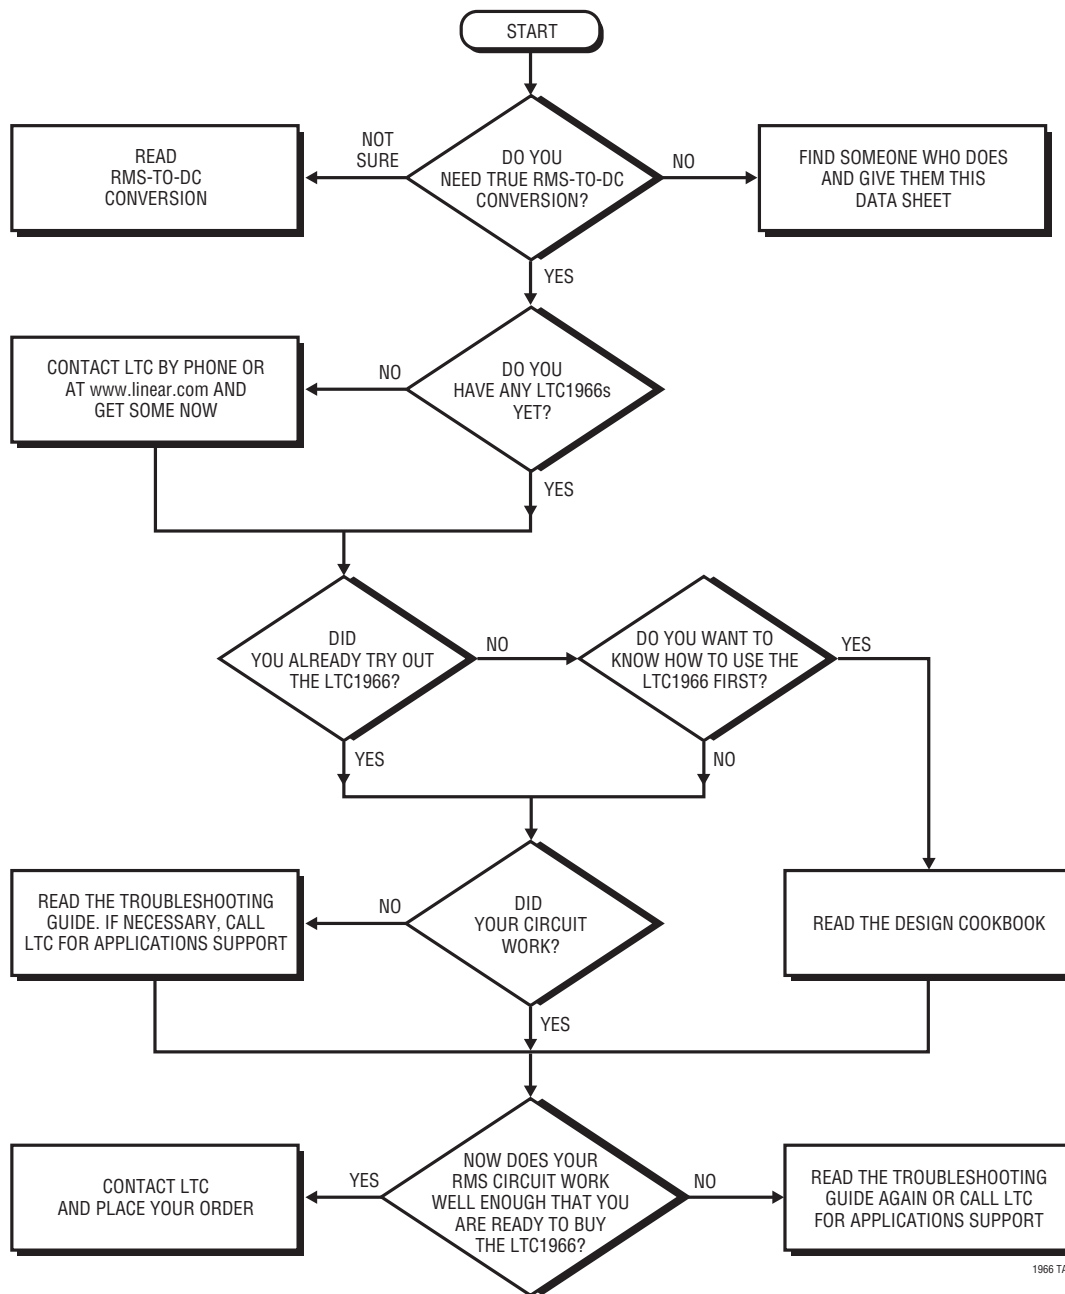 START
NOT
SURE
READ
RMS-TO-DC
CONVERSION
DO YOU
NEED TRUE RMS-TO-DC
CONVERSION?
NO
FIND SOMEONE WHO DOES
AND GIVE THEM THIS
DATA SHEET
YES
CONTACT LTC BY PHONE OR
AT www.linear.com AND
GET SOME NOW
NO
DO YOU
HAVE ANY LTC1966s
YET?
YES
DID
YOU ALREADY TRY OUT
THE LTC1966?
NO
DO YOU WANT TO
KNOW HOW TO USE THE
LTC1966 FIRST?
YES
YES
NO
READ THE TROUBLESHOOTING
GUIDE. IF NECESSARY, CALL
LTC FOR APPLICATIONS SUPPORT
NO
DID
YOUR CIRCUIT
WORK?
READ THE DESIGN COOKBOOK
YES
CONTACT LTC
AND PLACE YOUR ORDER
YES
NOW DOES YOUR
RMS CIRCUIT WORK
WELL ENOUGH THAT YOU
ARE READY TO BUY
THE LTC1966?
NO
READ THE TROUBLESHOOTING
GUIDE AGAIN OR CALL LTC
FOR APPLICATIONS SUPPORT
1966 TA